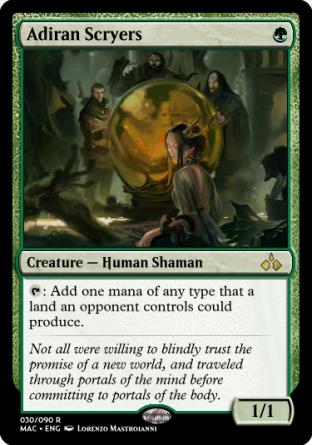 Adiran Scryers
Creature — Human Shaman
: Add one mana of any type that a
land an opponent controls could
produce.
Not all were willing to blindly trust the
promise of a new world, and traveled
through portals of the mind before
committing to portals of the body.
1/1
030/090 R
MAC • ENG Lorenzo Mastroianni